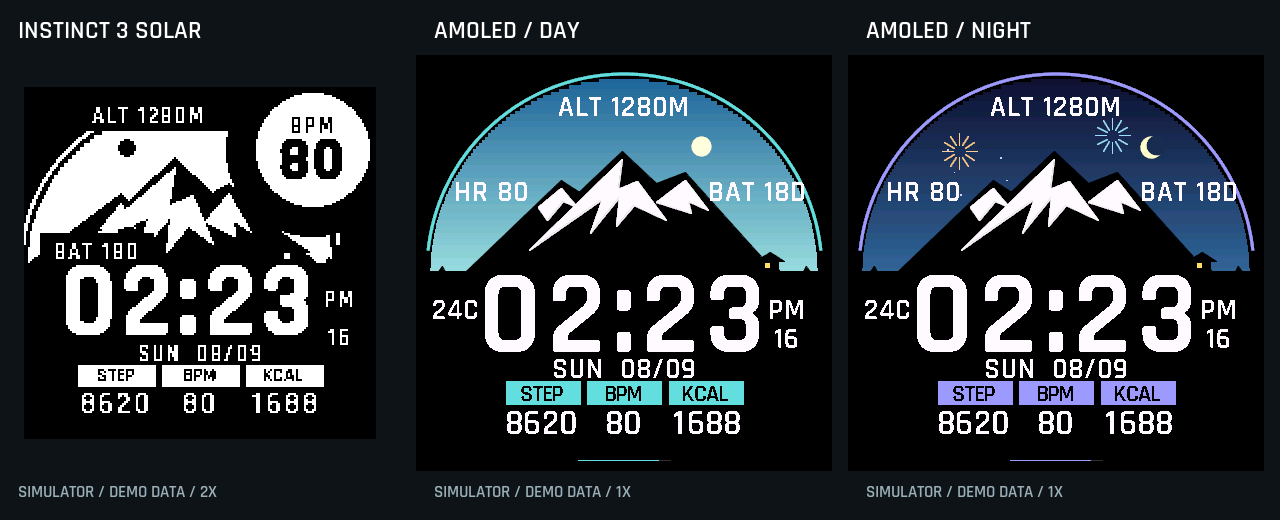 INSTINCT 3 SOLAR
ALT 1280M
BPM
80
BAT 18D
02:23
PM
16
SUN 08/09
STEP BPM KCAL
8620 80 1688
SIMULATOR / DEMO DATA / 2X
AMOLED / DAY
ALT 1280M
HR 80 BAT 18D
24C 02:23 PM
16
SUN 08/09
STEP BPM KCAL
8620 80 1688
SIMULATOR / DEMO DATA / 1X
AMOLED / NIGHT
ALT 1280M
HR 80 BAT 18D
24C 02:23 PM
16
SUN 08/09
STEP BPM KCAL
8620 80 1688
SIMULATOR / DEMO DATA / 1X